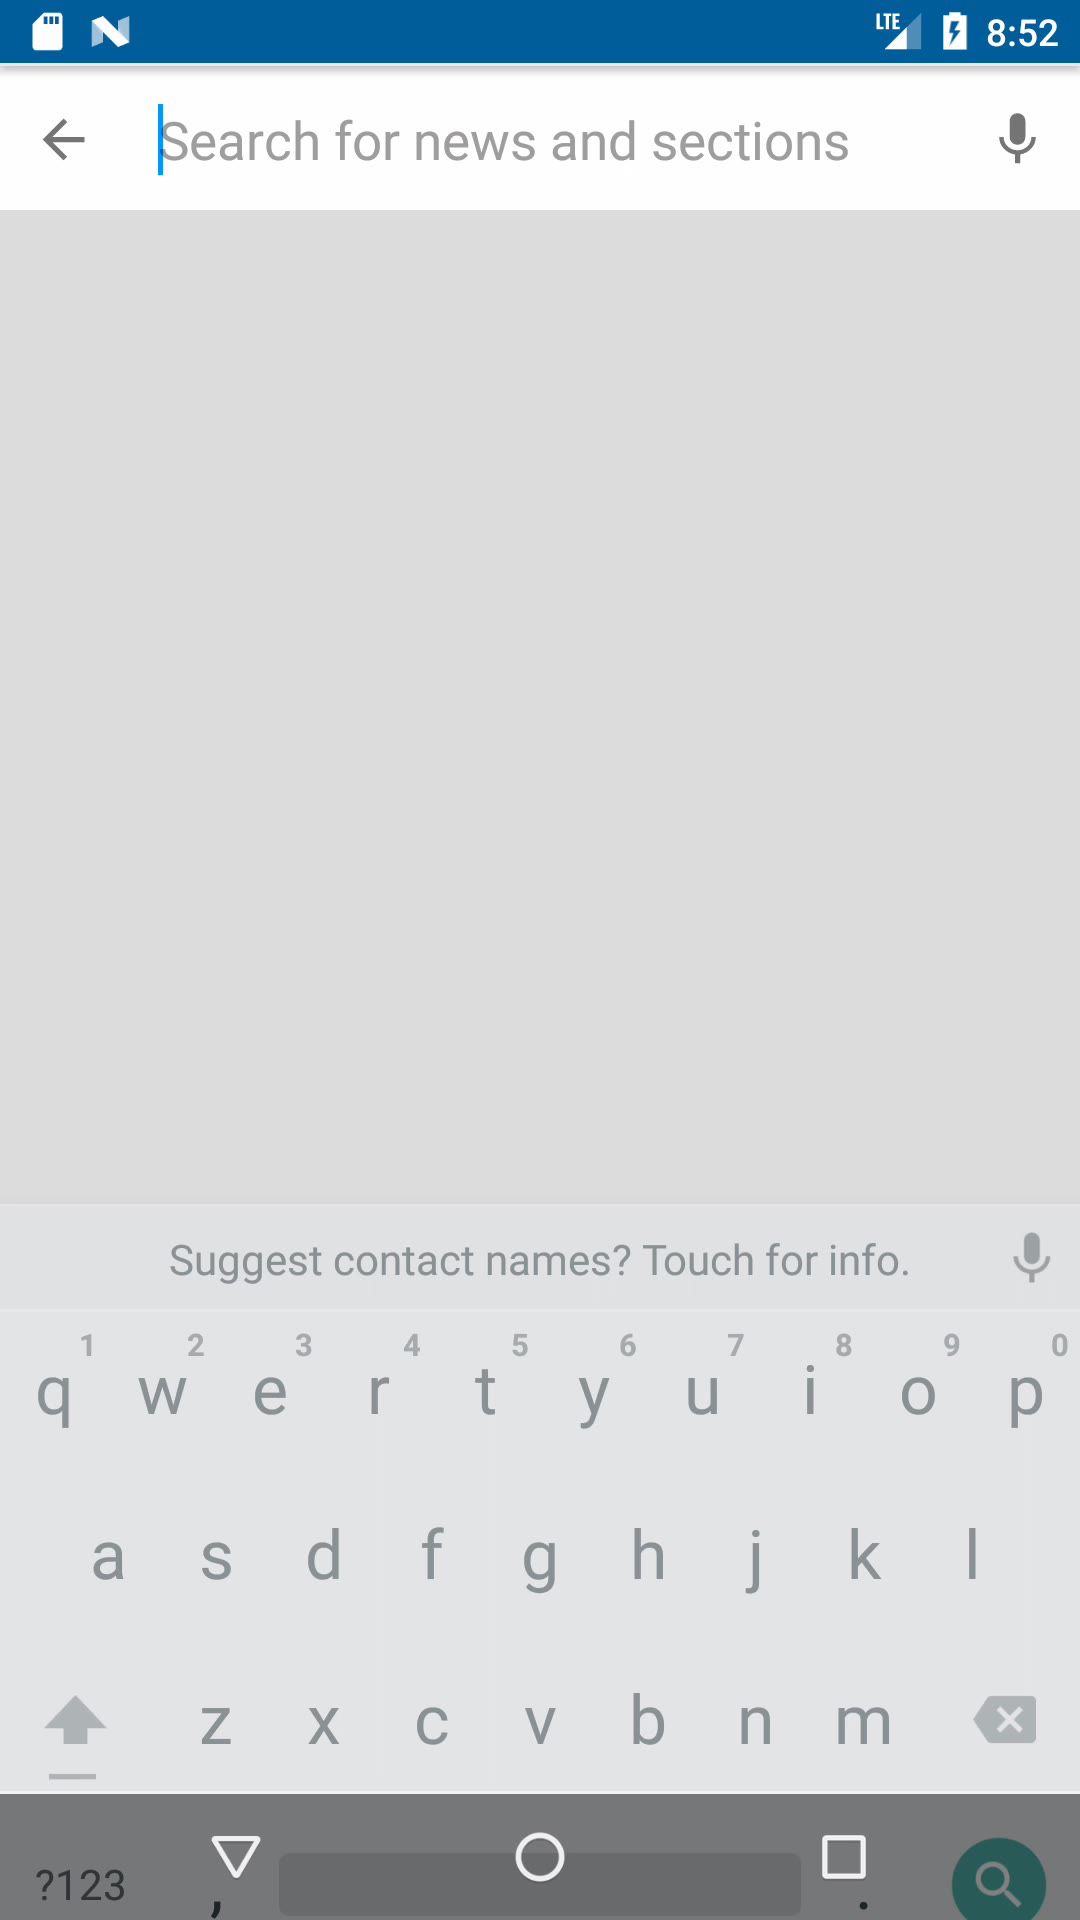 LTE 8:52
Search for news and sections
Suggest contact names? Touch for info.
1 2 3 4 5 6 7 8 9 0
q w e r t y u i o p
a s d f g h j k l
z x c v b n m
?123 , .